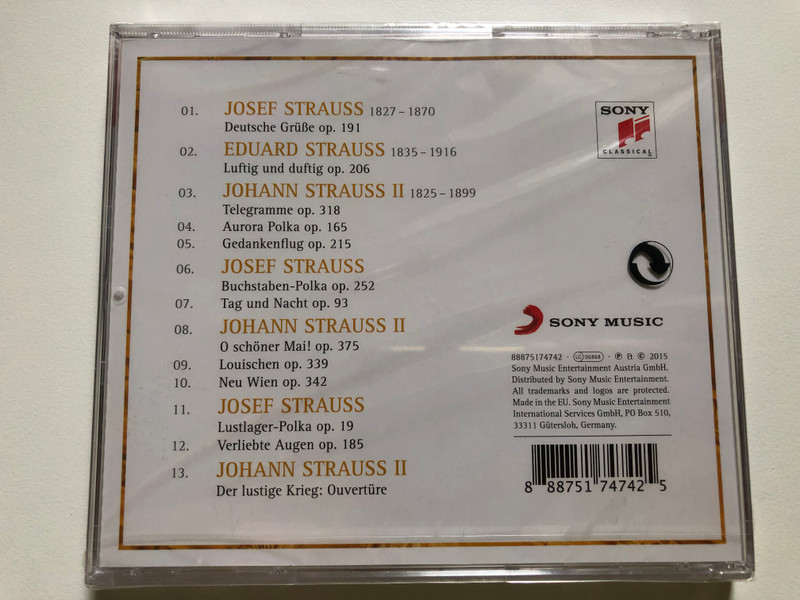 01. JOSEF STRAUSS 1827 – 1870
Deutsche Grüße op. 191
02. EDUARD STRAUSS 1835 – 1916
Luftig und duftig op. 206
03. JOHANN STRAUSS II 1825 – 1899
Telegramme op. 318
04. Aurora Polka op. 165
05. Gedankenflug op. 215
06. JOSEF STRAUSS
Buchstaben-Polka op. 252
07. Tag und Nacht op. 93
08. JOHANN STRAUSS II
O schöner Mai! op. 375
09. Louischen op. 339
10. Neu Wien op. 342
11. JOSEF STRAUSS
Lustlager-Polka op. 19
12. Verliebte Augen op. 185
13. JOHANN STRAUSS II
Der lustige Krieg: Ouvertüre
SONY
CLASSICAL
SONY MUSIC
88875174742 · LC 06868 · ℗ & © 2015
Sony Music Entertainment Austria GmbH.
Distributed by Sony Music Entertainment.
All trademarks and logos are protected.
Made in the EU. Sony Music Entertainment
International Services GmbH, PO Box 510,
33311 Gütersloh, Germany.
8 88751 74742 5